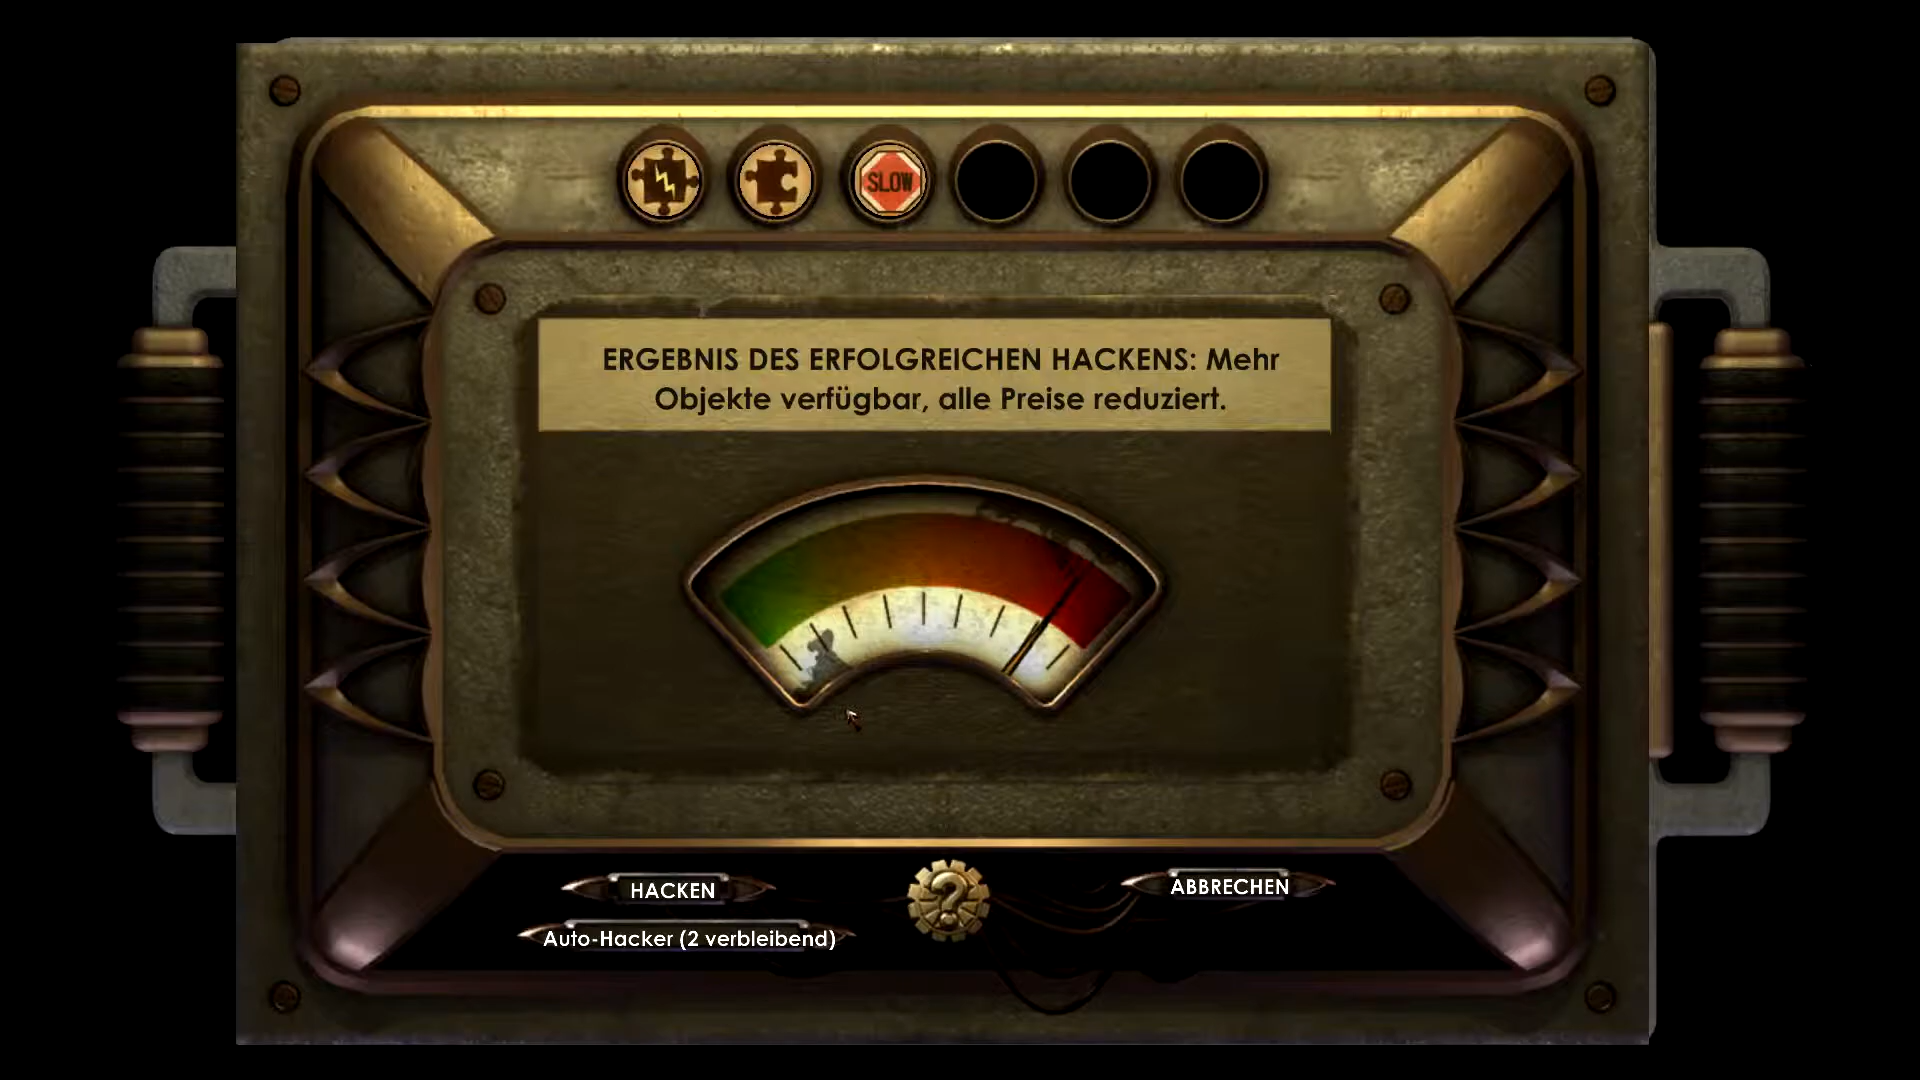 SLOW
ERGEBNIS DES ERFOLGREICHEN HACKENS: Mehr
Objekte verfügbar, alle Preise reduziert.
HACKEN
?
ABBRECHEN
Auto-Hacker (2 verbleibend)